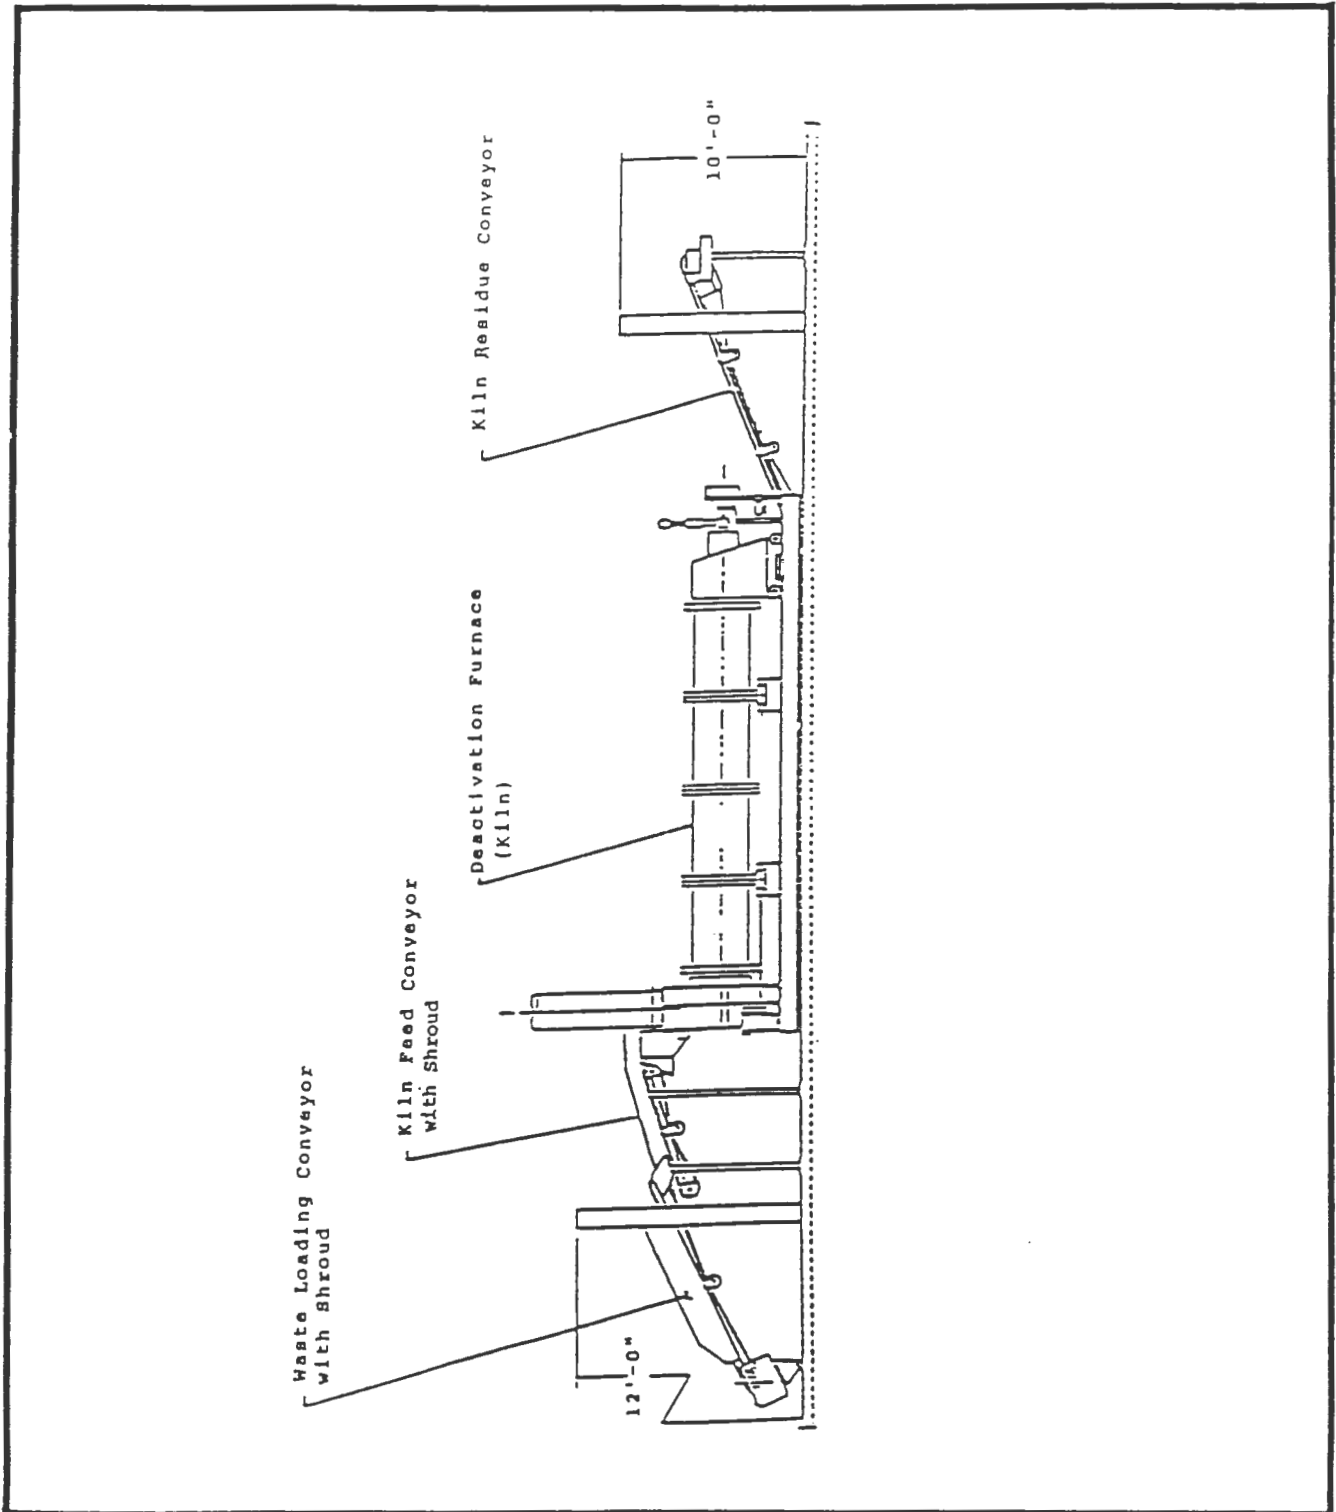 Waste Loading Conveyor
with Shroud
Kiln Feed Conveyor
with Shroud
Deactivation Furnace
(Kiln)
Kiln Residue Conveyor
12'-0"
10'-0"